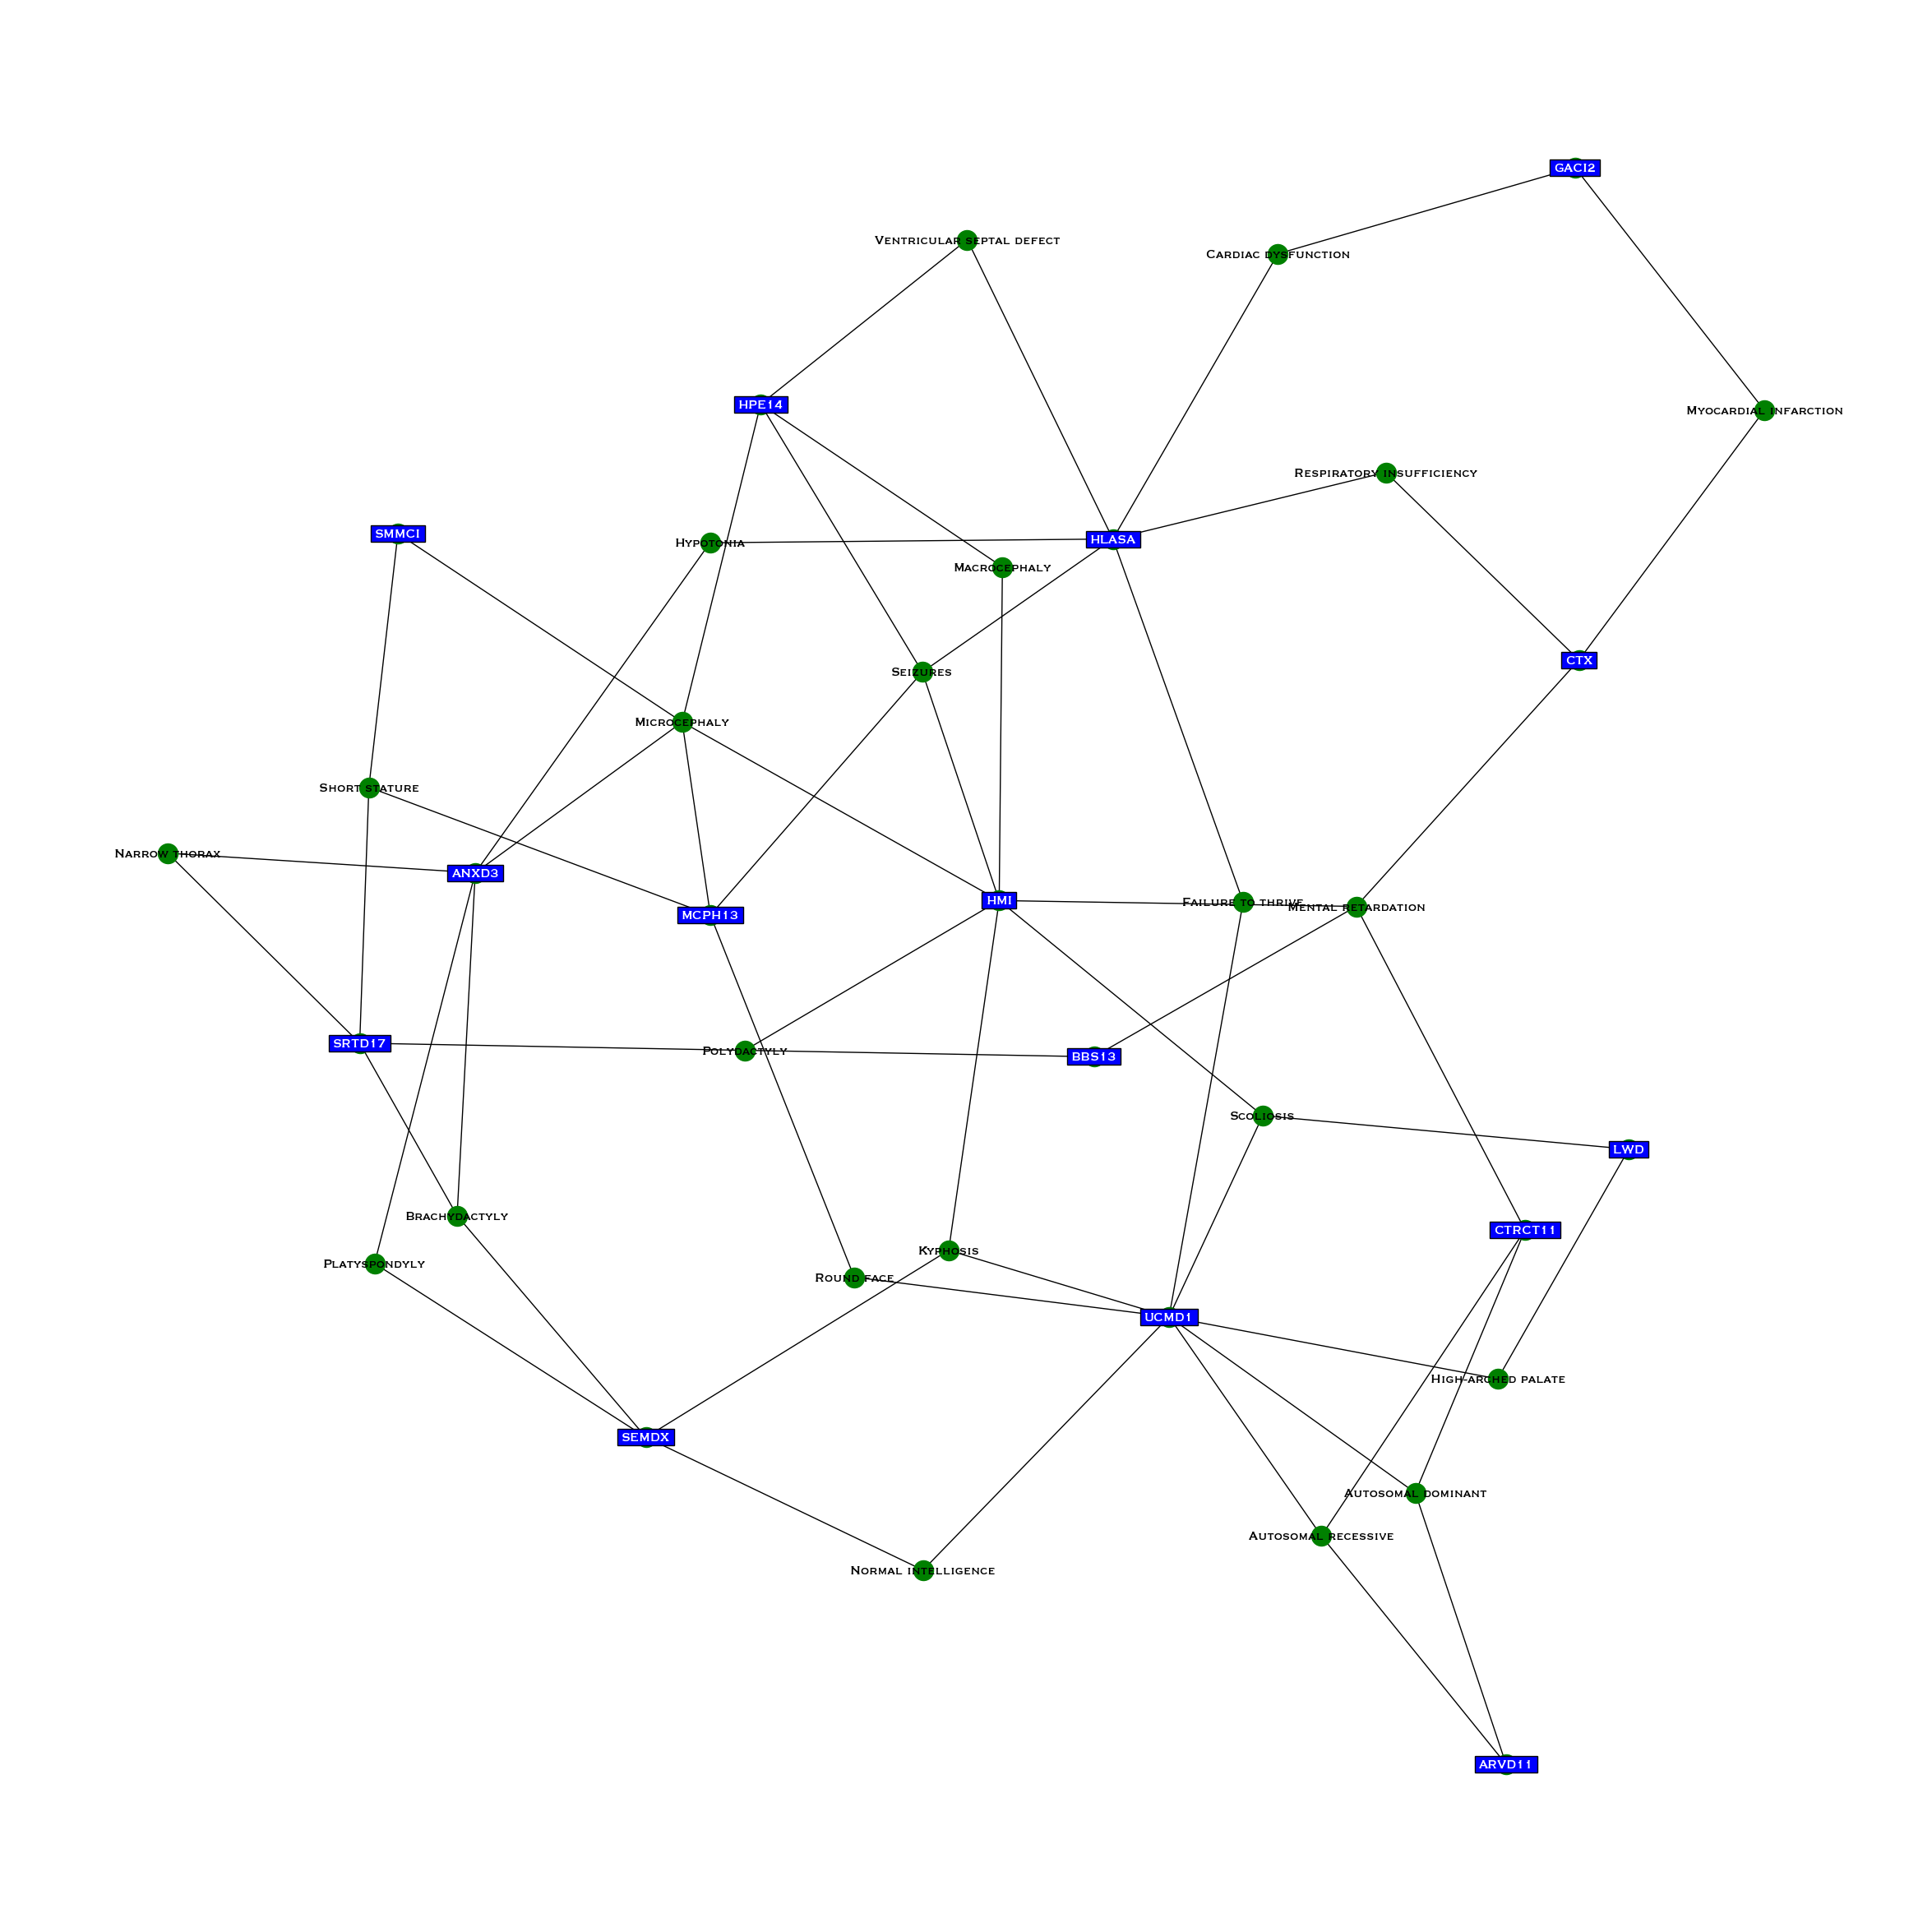 GACI2
Ventricular septal defect
Cardiac dysfunction
HPE14
Myocardial infarction
Respiratory insufficiency
SMMCI
Hypotonia
HLASA
Macrocephaly
CTX
Seizures
Microcephaly
Short stature
Narrow thorax
ANXD3
HMI
Failure to thrive
Mental retardation
MCPH13
SRTD17
Polydactyly
BBS13
Scoliosis
LWD
Brachydactyly
CTRCT11
Kyphosis
Platyspondyly
Round face
UCMD1
High-arched palate
SEMDX
Autosomal dominant
Autosomal recessive
Normal intelligence
ARVD11